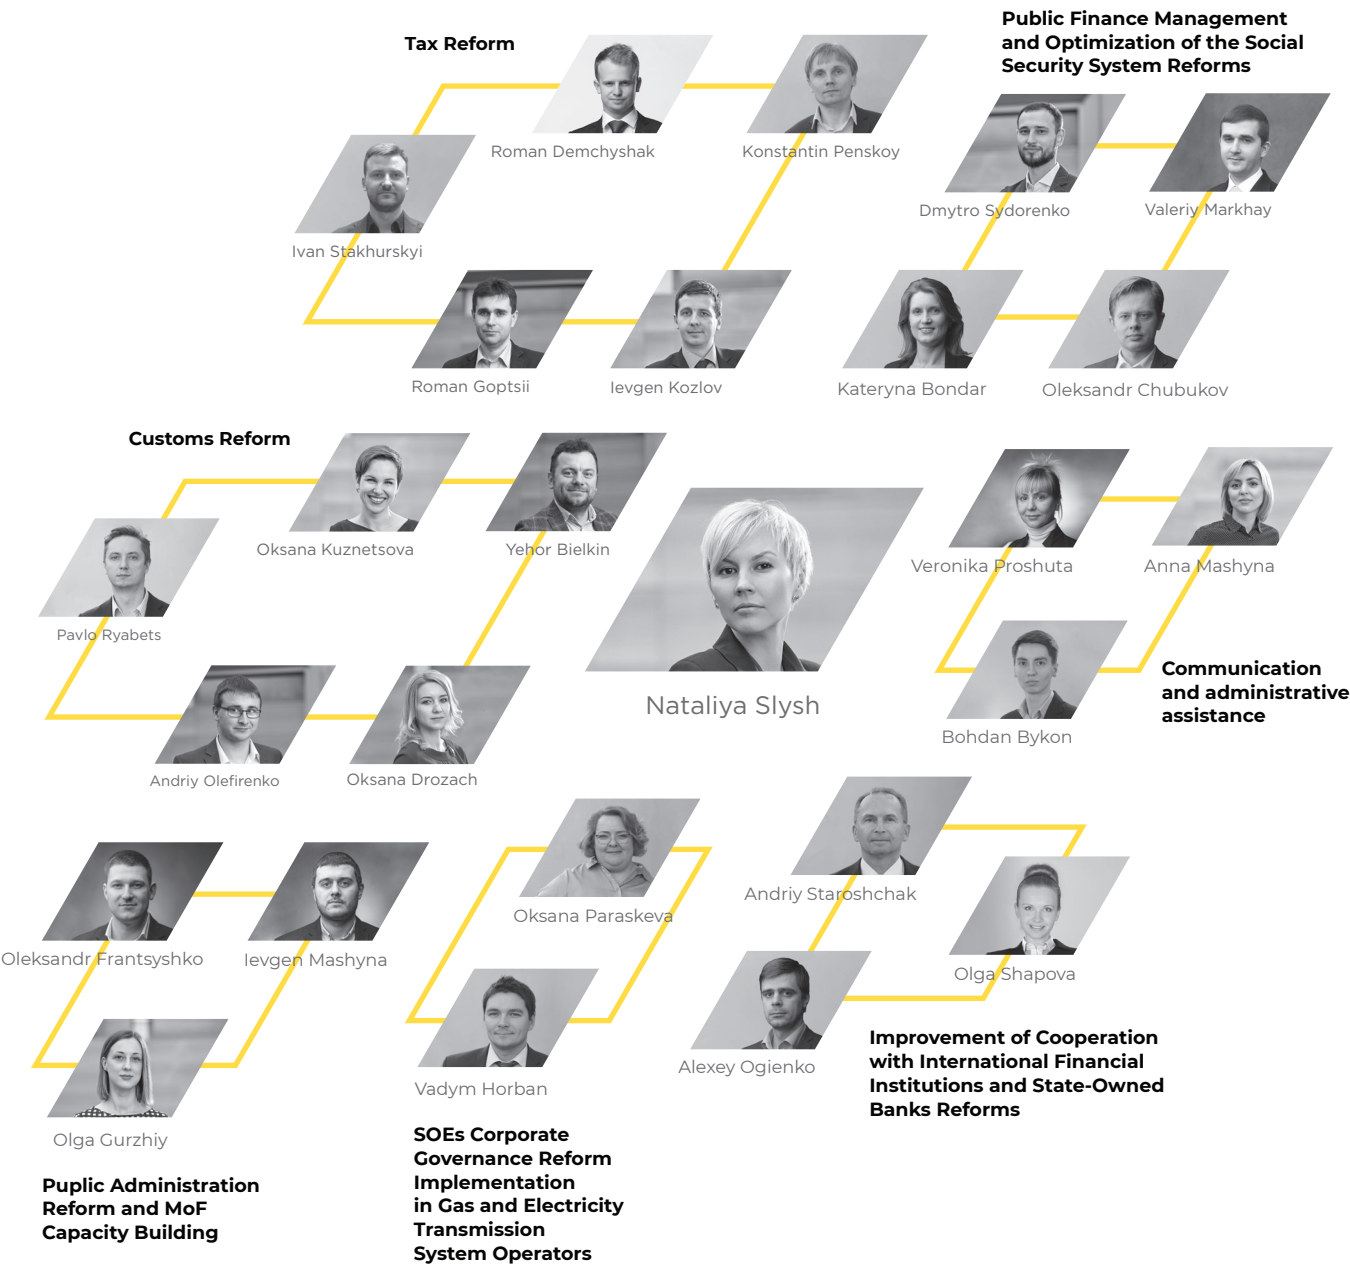 Tax Reform
Roman Demchyshak
Konstantin Penskoy
Ivan Stakhurskyi
Roman Goptsii
Ievgen Kozlov
Public Finance Management
and Optimization of the Social
Security System Reforms
Dmytro Sydorenko
Valeriy Markhay
Kateryna Bondar
Oleksandr Chubukov
Customs Reform
Oksana Kuznetsova
Yehor Bielkin
Pavlo Ryabets
Andriy Olefirenko
Oksana Drozach
Nataliya Slysh
Veronika Proshuta
Anna Mashyna
Bohdan Bykon
Communication
and administrative
assistance
Oleksandr Frantsyshko
Ievgen Mashyna
Olga Gurzhiy
Puplic Administration
Reform and MoF
Capacity Building
Oksana Paraskeva
Vadym Horban
SOEs Corporate
Governance Reform
Implementation
in Gas and Electricity
Transmission
System Operators
Andriy Staroshchak
Olga Shapova
Alexey Ogienko
Improvement of Cooperation
with International Financial
Institutions and State-Owned
Banks Reforms